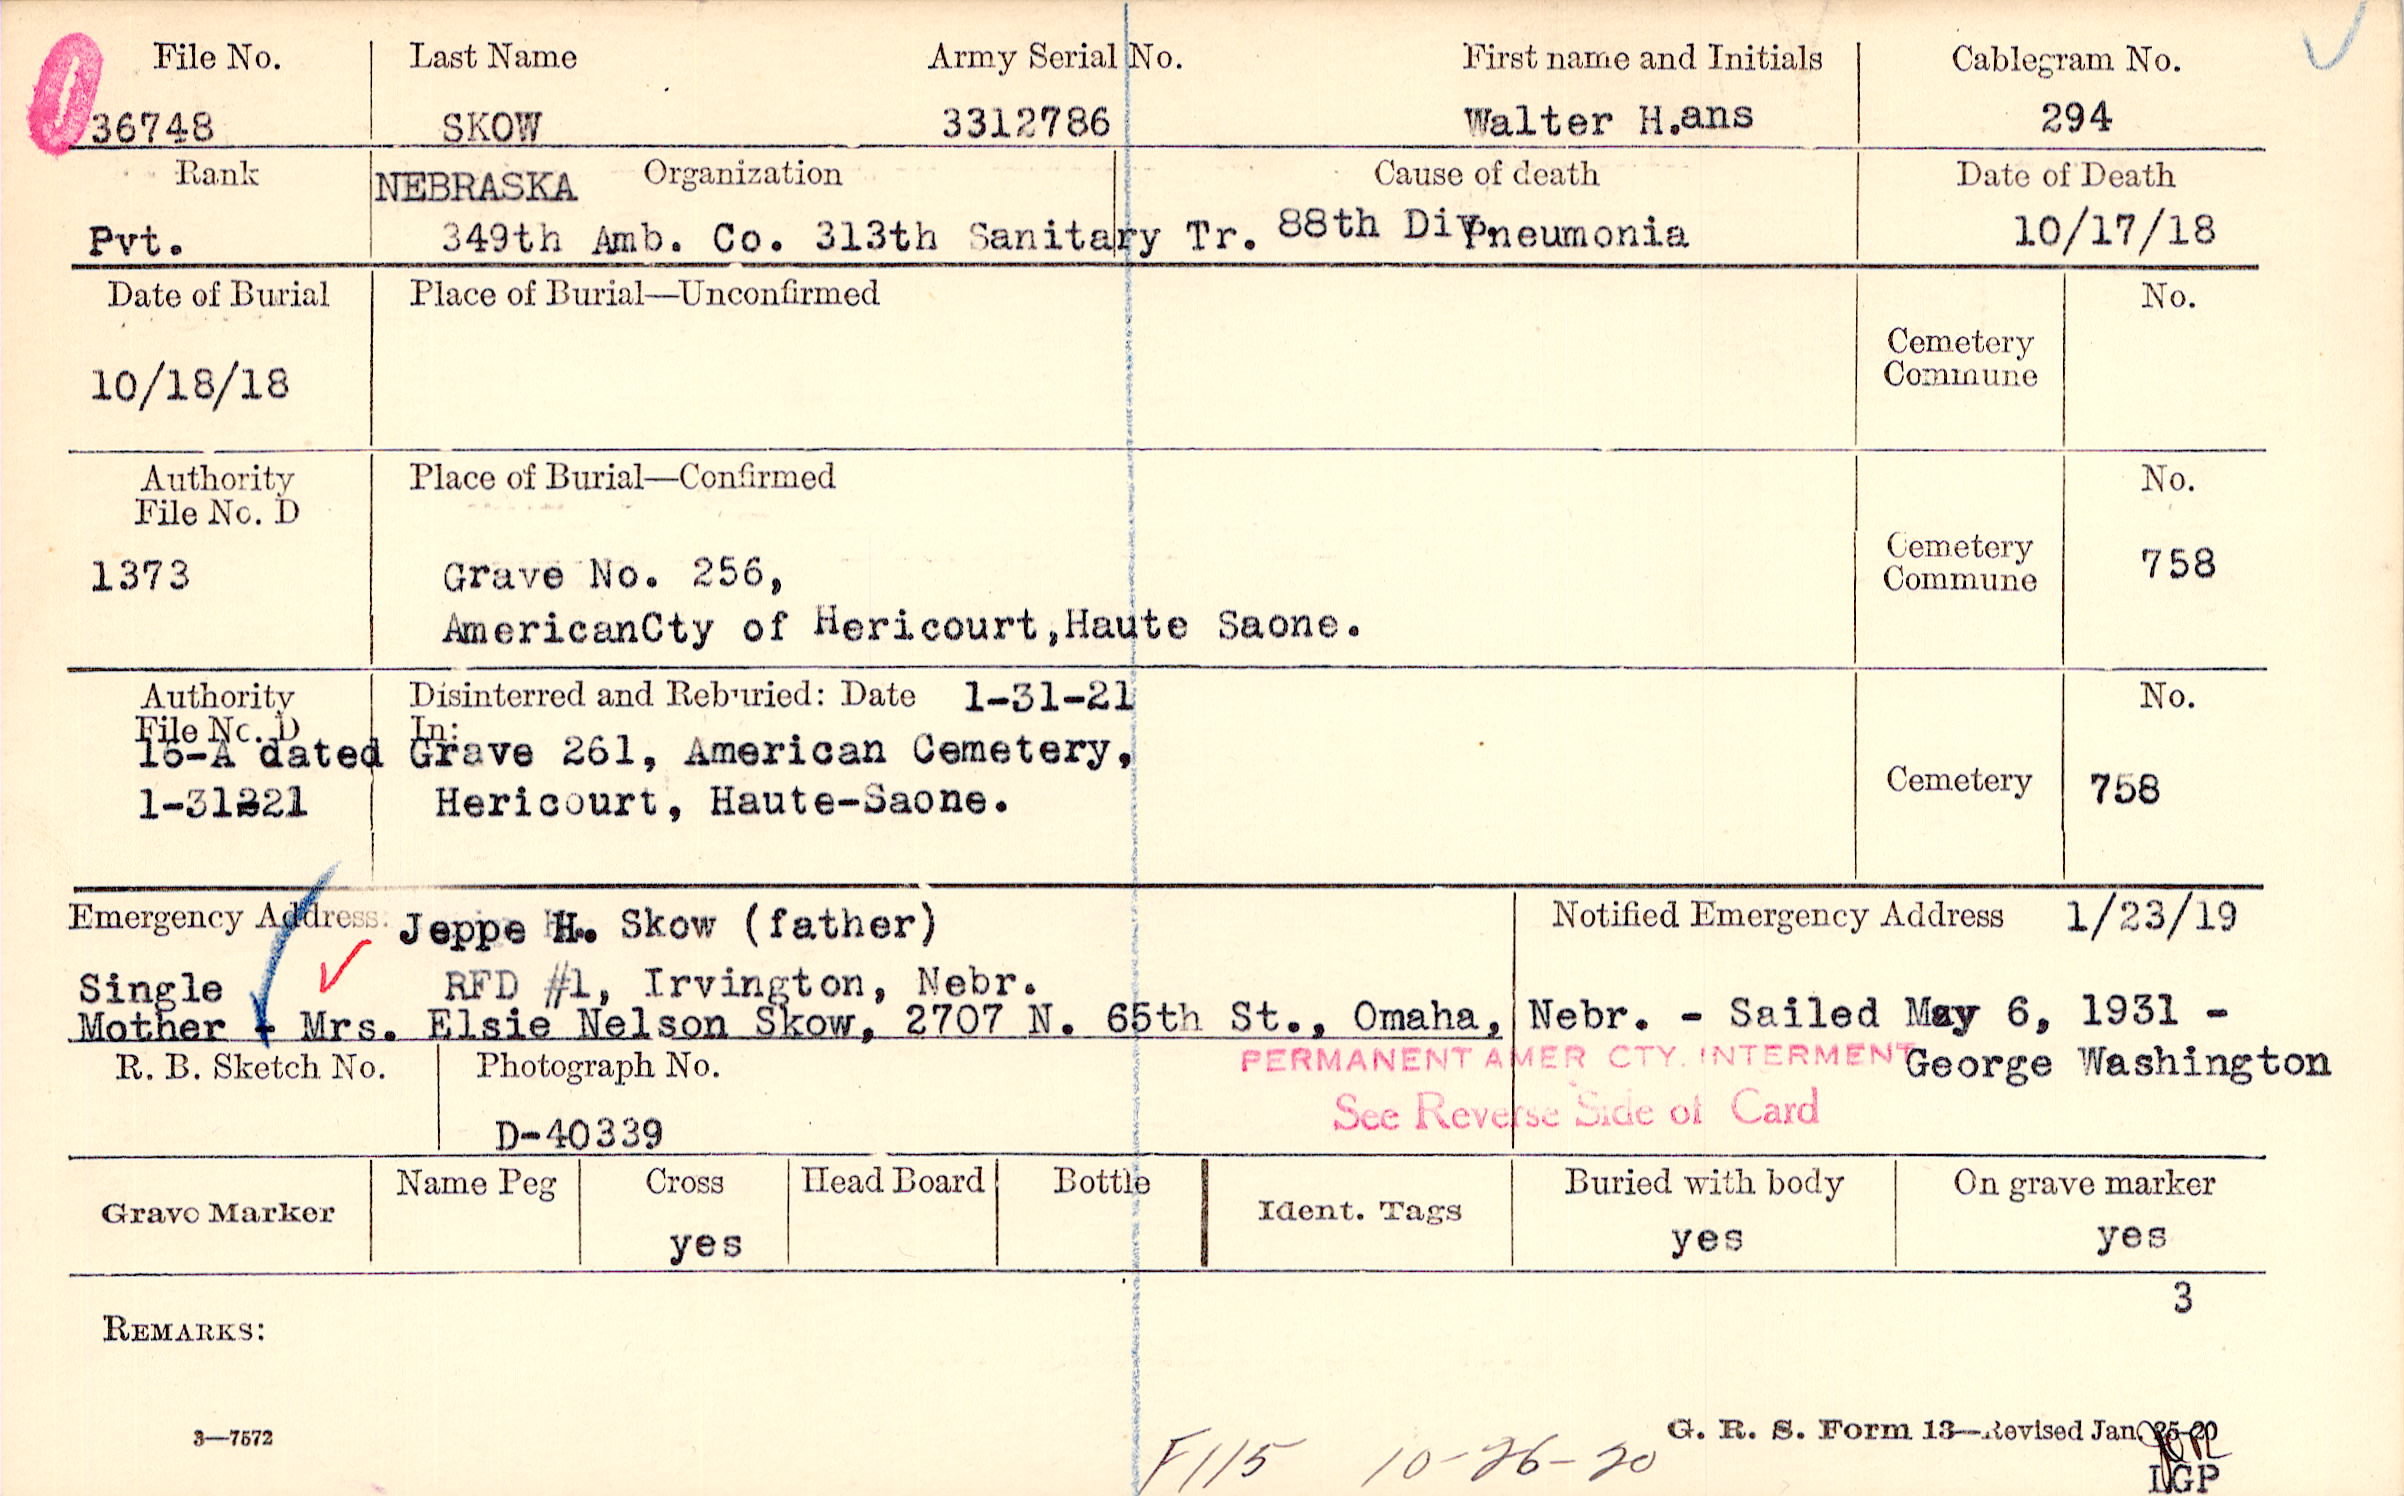 File No. Last Name Army Serial No. First name and Initials Cablegram No.
36748 SKOW 3312786 Walter H.ans 294
Rank NEBRASKA Organization Cause of death Date of Death
Pvt. 349th Amb. Co. 313th Sanitary Tr. 88th Div. Pneumonia 10/17/18
Date of Burial Place of Burial—Unconfirmed No.
Cemetery
Commune
10/18/18
Authority Place of Burial—Confirmed No.
File No. D
Cemetery
Commune
1373 Grave No. 256, 758
AmericanCty of Hericourt,Haute Saone.
Authority Disinterred and Reburied: Date 1-31-21 No.
File No. D In:
16-A dated Grave 261, American Cemetery,
1-31221 Hericourt, Haute-Saone. Cemetery 758
Emergency Address: Jeppe H. Skow (father) Notified Emergency Address 1/23/19
Single RFD #1, Irvington, Nebr.
Mother - Mrs. Elsie Nelson Skow, 2707 N. 65th St., Omaha, Nebr. - Sailed May 6, 1931 -
George Washington
R. B. Sketch No. Photograph No. PERMANENT AMER CTY. INTERMENT
See Reverse Side of Card
D-40339
Grave Marker Name Peg Cross Head Board Bottle Ident. Tags Buried with body On grave marker
yes yes yes
3
REMARKS:
3—7572 G. R. S. Form 13—Revised Jan. 25-20
F115 10-26-20
LGP